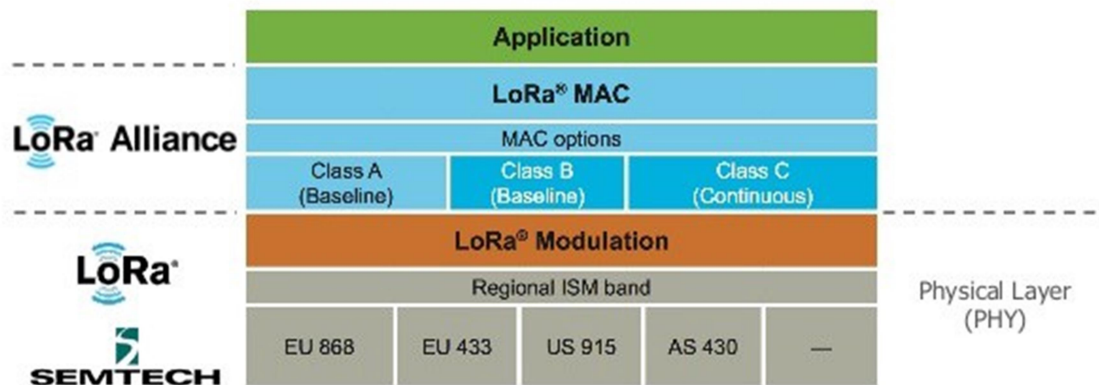 Application
LoRa® MAC
LoRa Alliance
MAC options
Class A
(Baseline)
Class B
(Baseline)
Class C
(Continuous)
LoRa® Modulation
LoRa®
Regional ISM band
Physical Layer
(PHY)
EU 868
EU 433
US 915
AS 430
—
SEMTECH